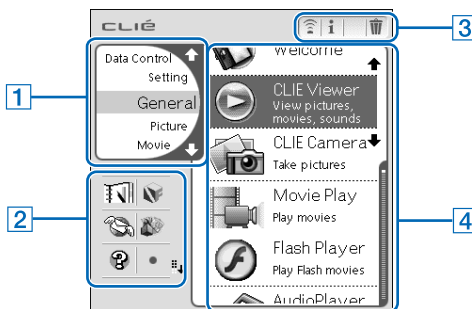 CLIÉ
i
3
1
Data Control
Setting
General
Picture
Movie
2
Welcome
CLIE Viewer
View pictures,
movies, sounds
CLIE Camera
Take pictures
Movie Play
Play movies
Flash Player
Play Flash movies
AudioPlayer
4
?